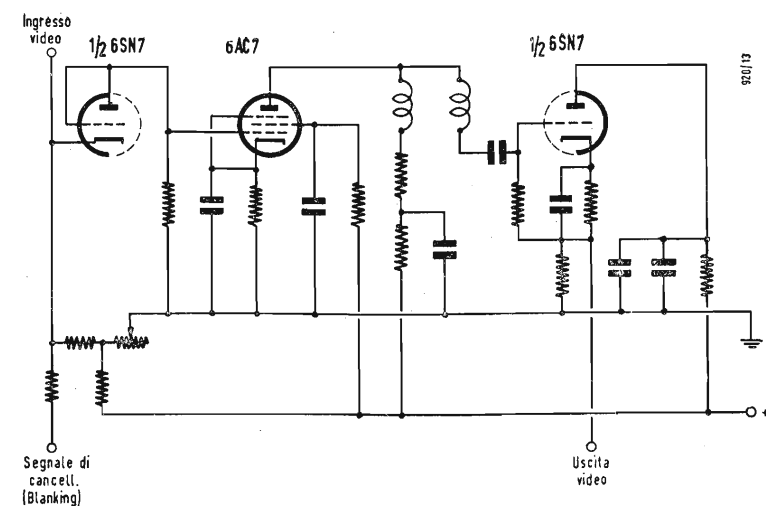 Ingresso
video
1/2 6SN7
6AC7
1/2 6SN7
920/13
+
Segnale di
cancell.
(Blanking)
Uscita
video